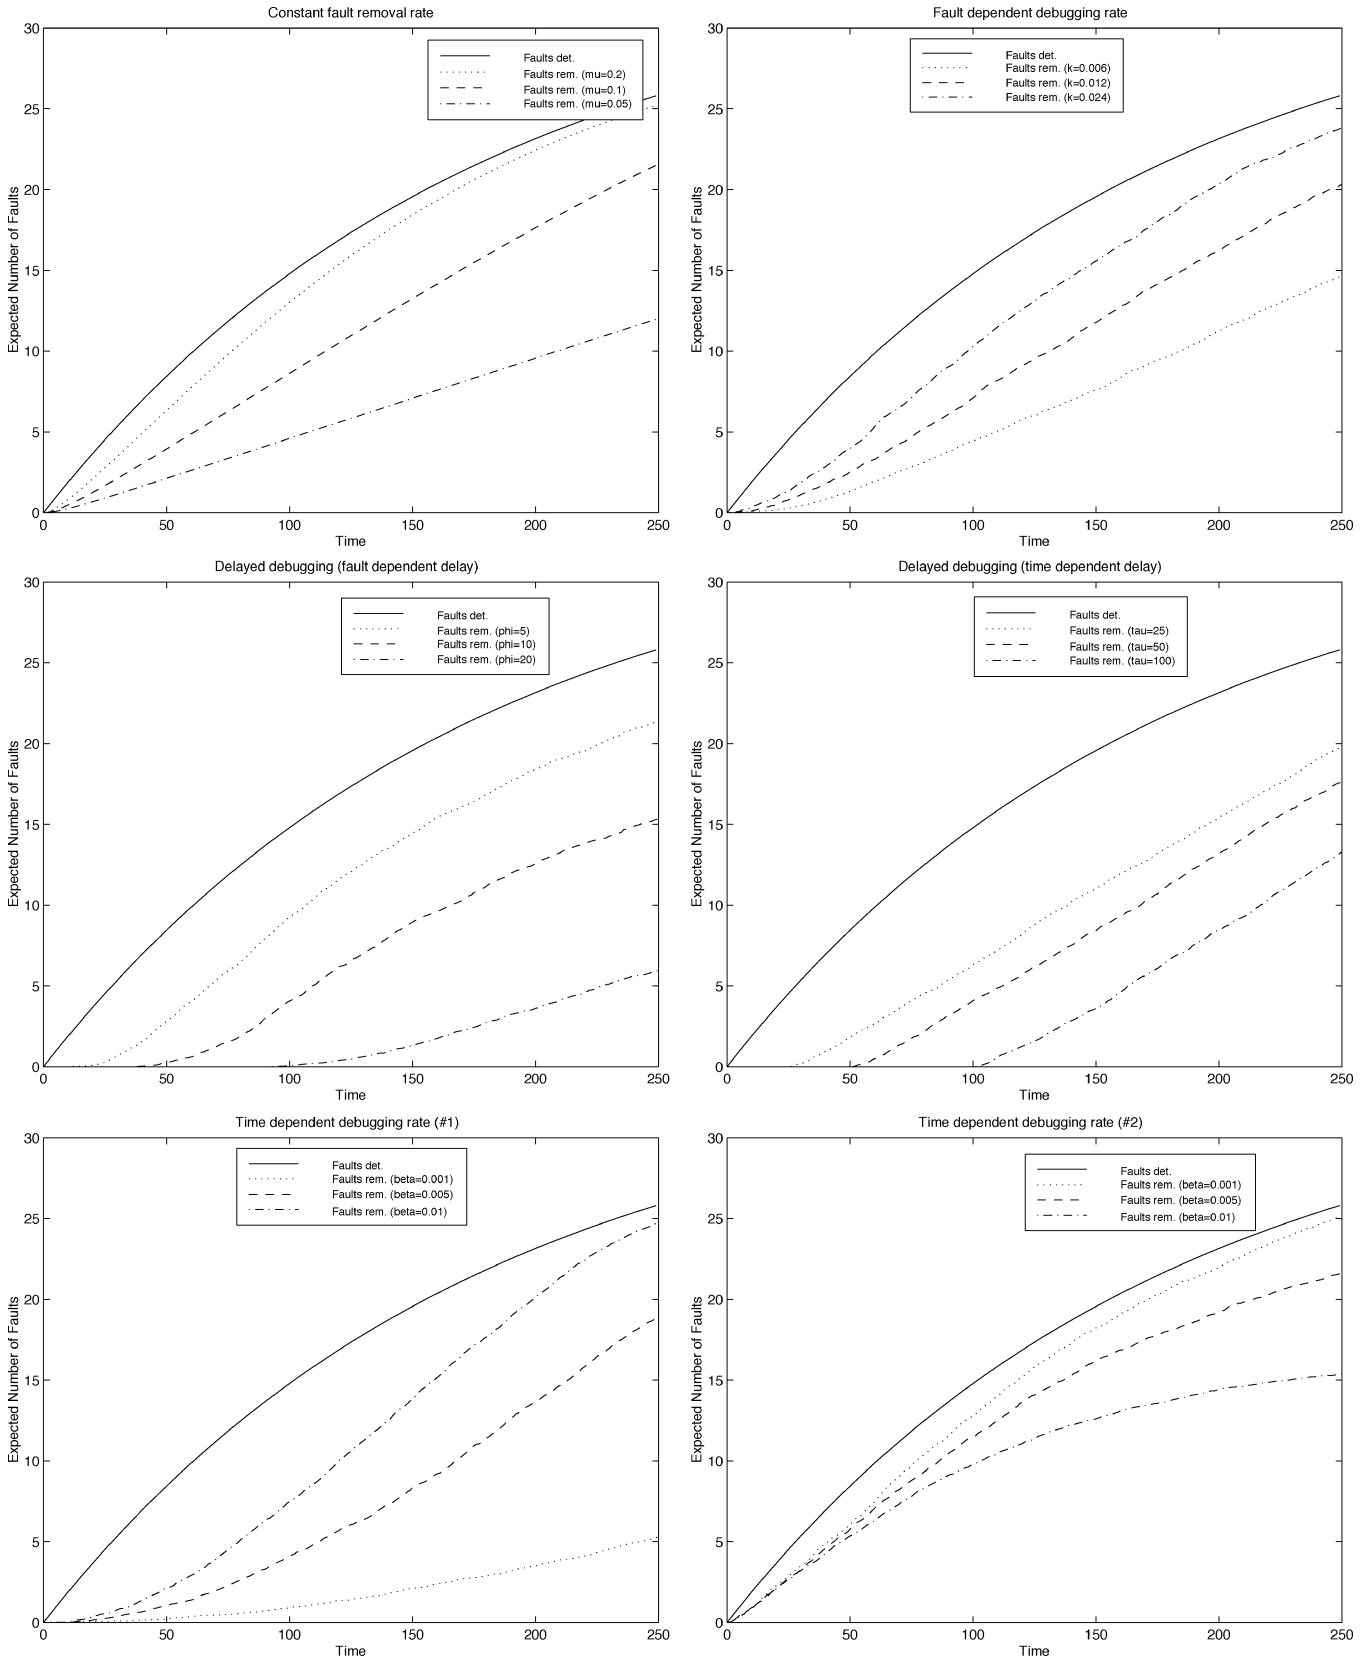 Constant fault removal rate
Faults det.
Faults rem. (mu=0.2)
Faults rem. (mu=0.1)
Faults rem. (mu=0.05)
Expected Number of Faults
30
25
20
15
10
5
0
0 50 100 150 200 250
Time
Fault dependent debugging rate
Faults det.
Faults rem. (k=0.006)
Faults rem. (k=0.012)
Faults rem. (k=0.024)
Expected Number of Faults
30
25
20
15
10
5
0
0 50 100 150 200 250
Time
Delayed debugging (fault dependent delay)
Faults det.
Faults rem. (phi=5)
Faults rem. (phi=10)
Faults rem. (phi=20)
Expected Number of Faults
30
25
20
15
10
5
0
0 50 100 150 200 250
Time
Delayed debugging (time dependent delay)
Faults det.
Faults rem. (tau=25)
Faults rem. (tau=50)
Faults rem. (tau=100)
Expected Number of Faults
30
25
20
15
10
5
0
0 50 100 150 200 250
Time
Time dependent debugging rate (#1)
Faults det.
Faults rem. (beta=0.001)
Faults rem. (beta=0.005)
Faults rem. (beta=0.01)
Expected Number of Faults
30
25
20
15
10
5
0
0 50 100 150 200 250
Time
Time dependent debugging rate (#2)
Faults det.
Faults rem. (beta=0.001)
Faults rem. (beta=0.005)
Faults rem. (beta=0.01)
Expected Number of Faults
30
25
20
15
10
5
0
0 50 100 150 200 250
Time